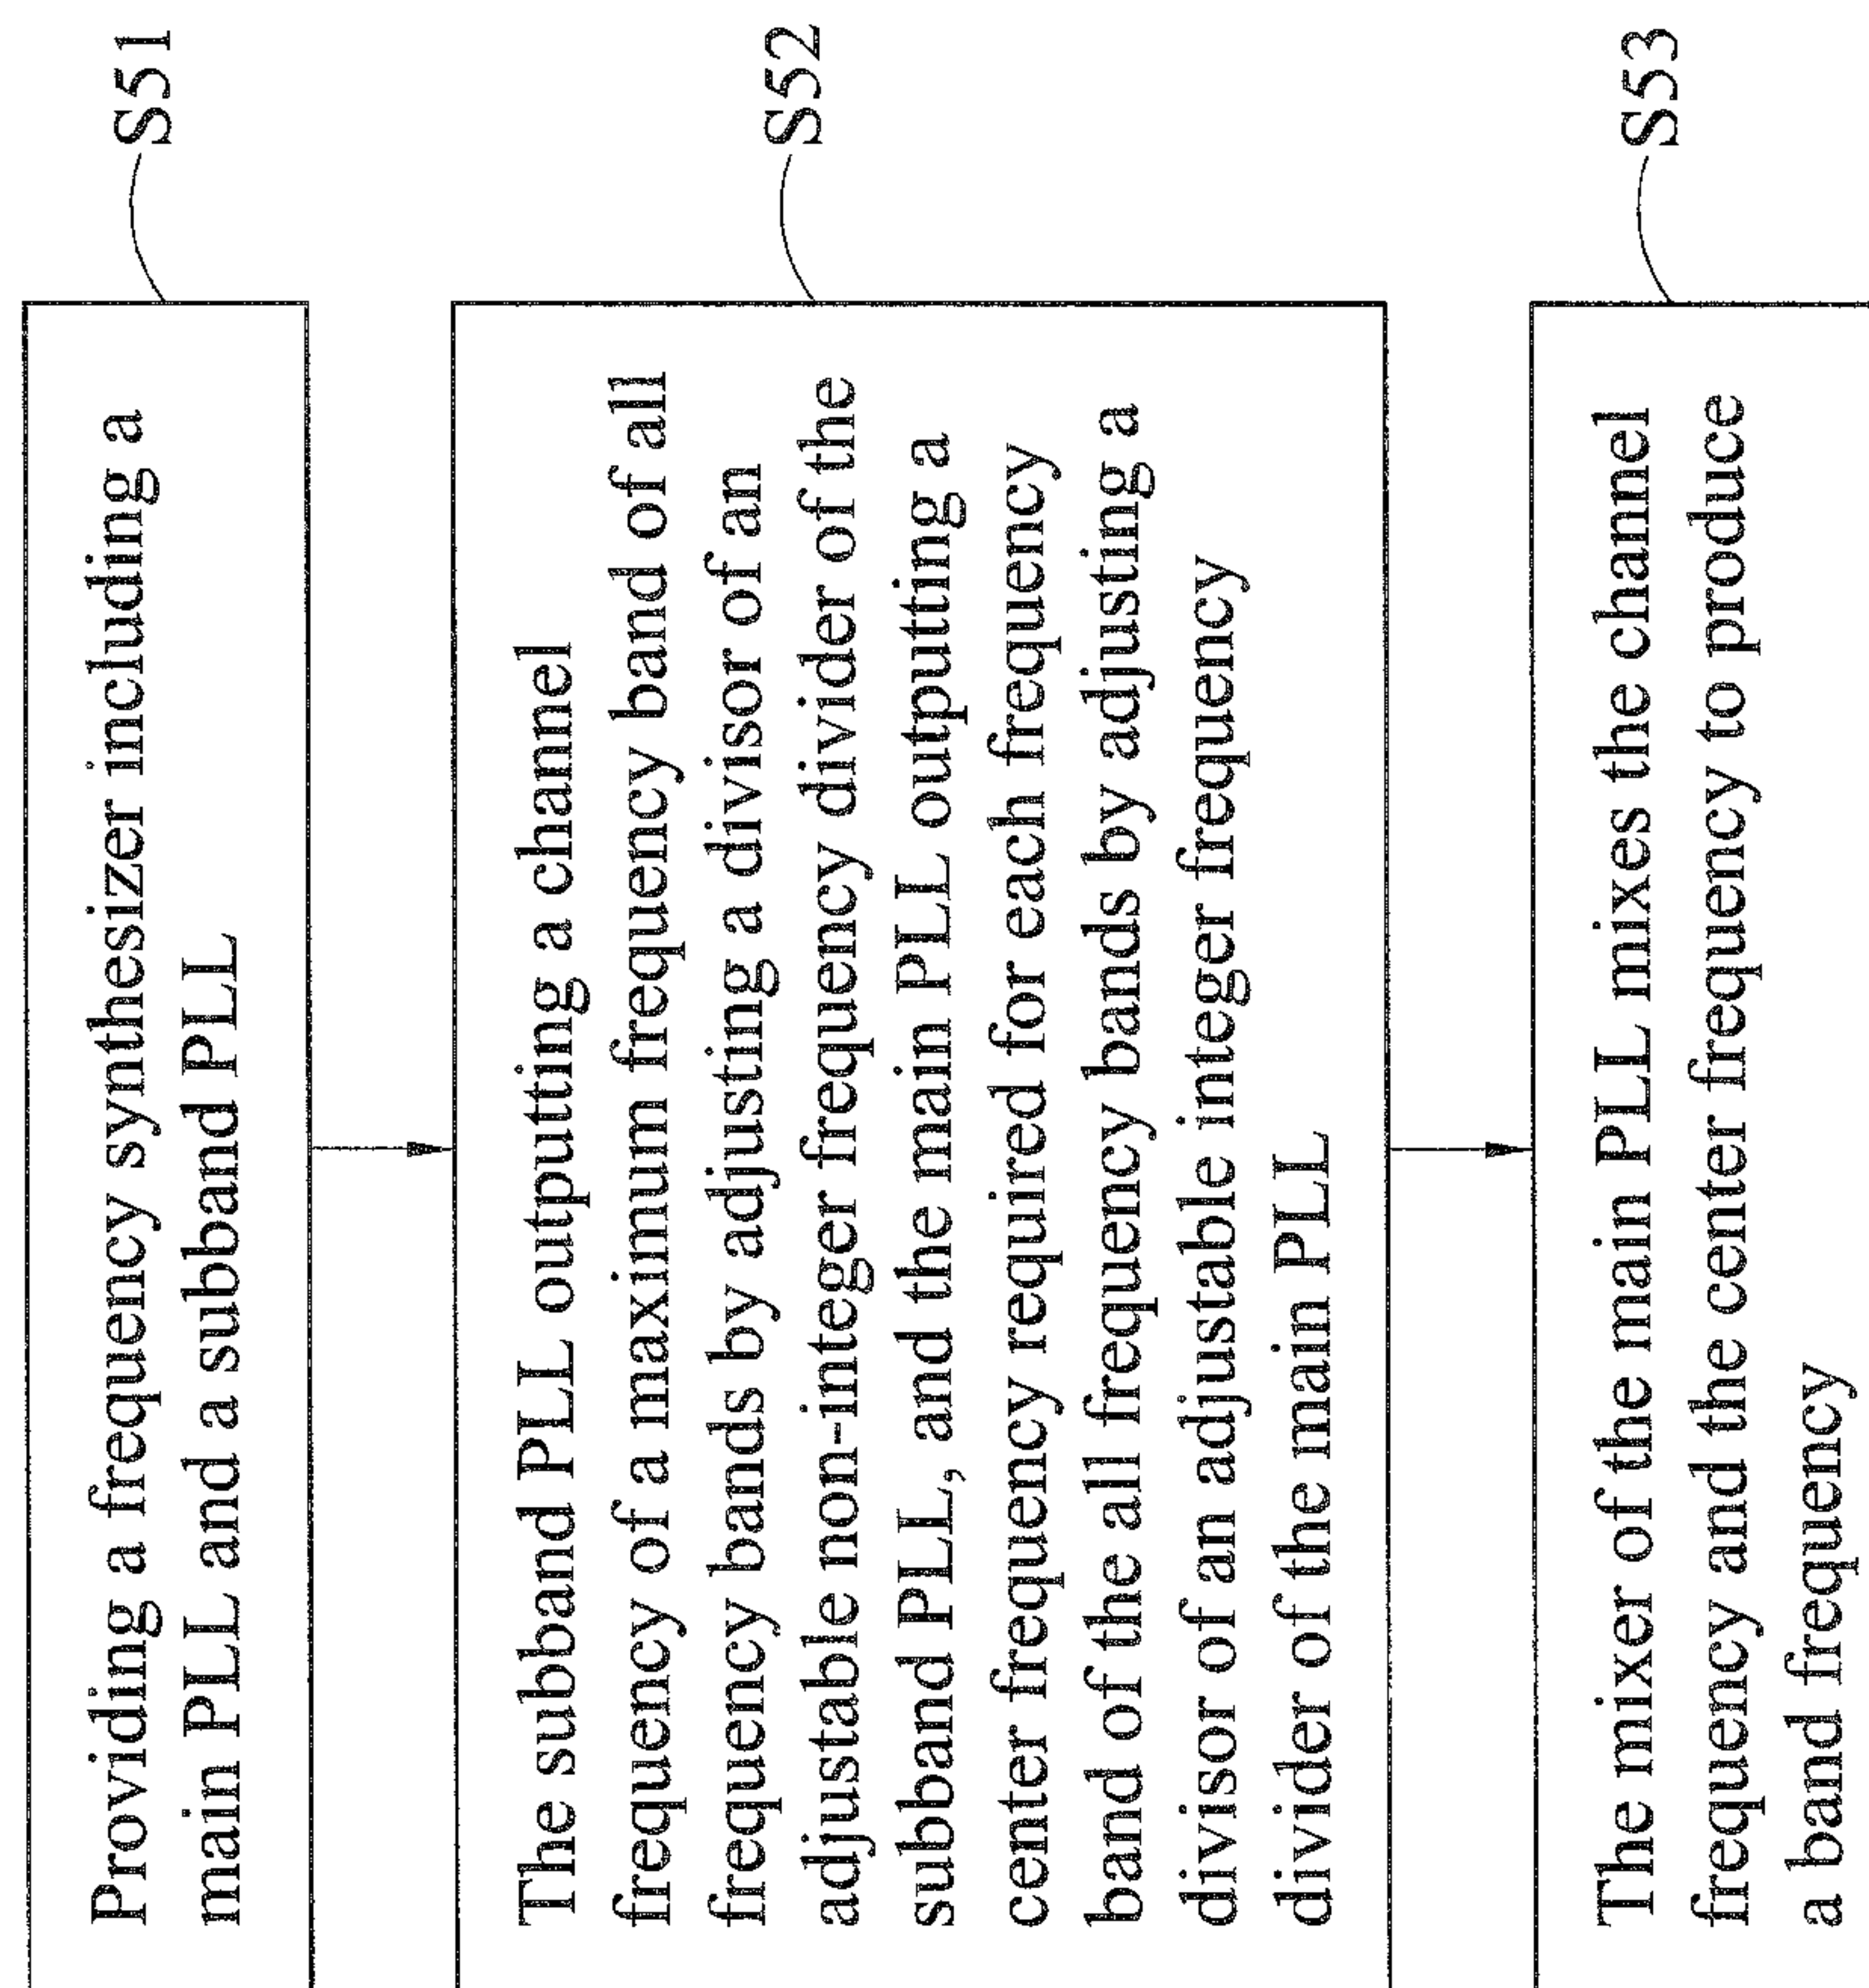 Providing a frequency synthesizer including a
main PLL and a subband PLL
S51
The subband PLL outputting a channel
frequency of a maximum frequency band of all
frequency bands by adjusting a divisor of an
adjustable non-integer frequency divider of the
subband PLL, and the main PLL outputting a
center frequency required for each frequency
band of the all frequency bands by adjusting a
divisor of an adjustable integer frequency
divider of the main PLL
S52
The mixer of the main PLL mixes the channel
frequency and the center frequency to produce
a band frequency
S53